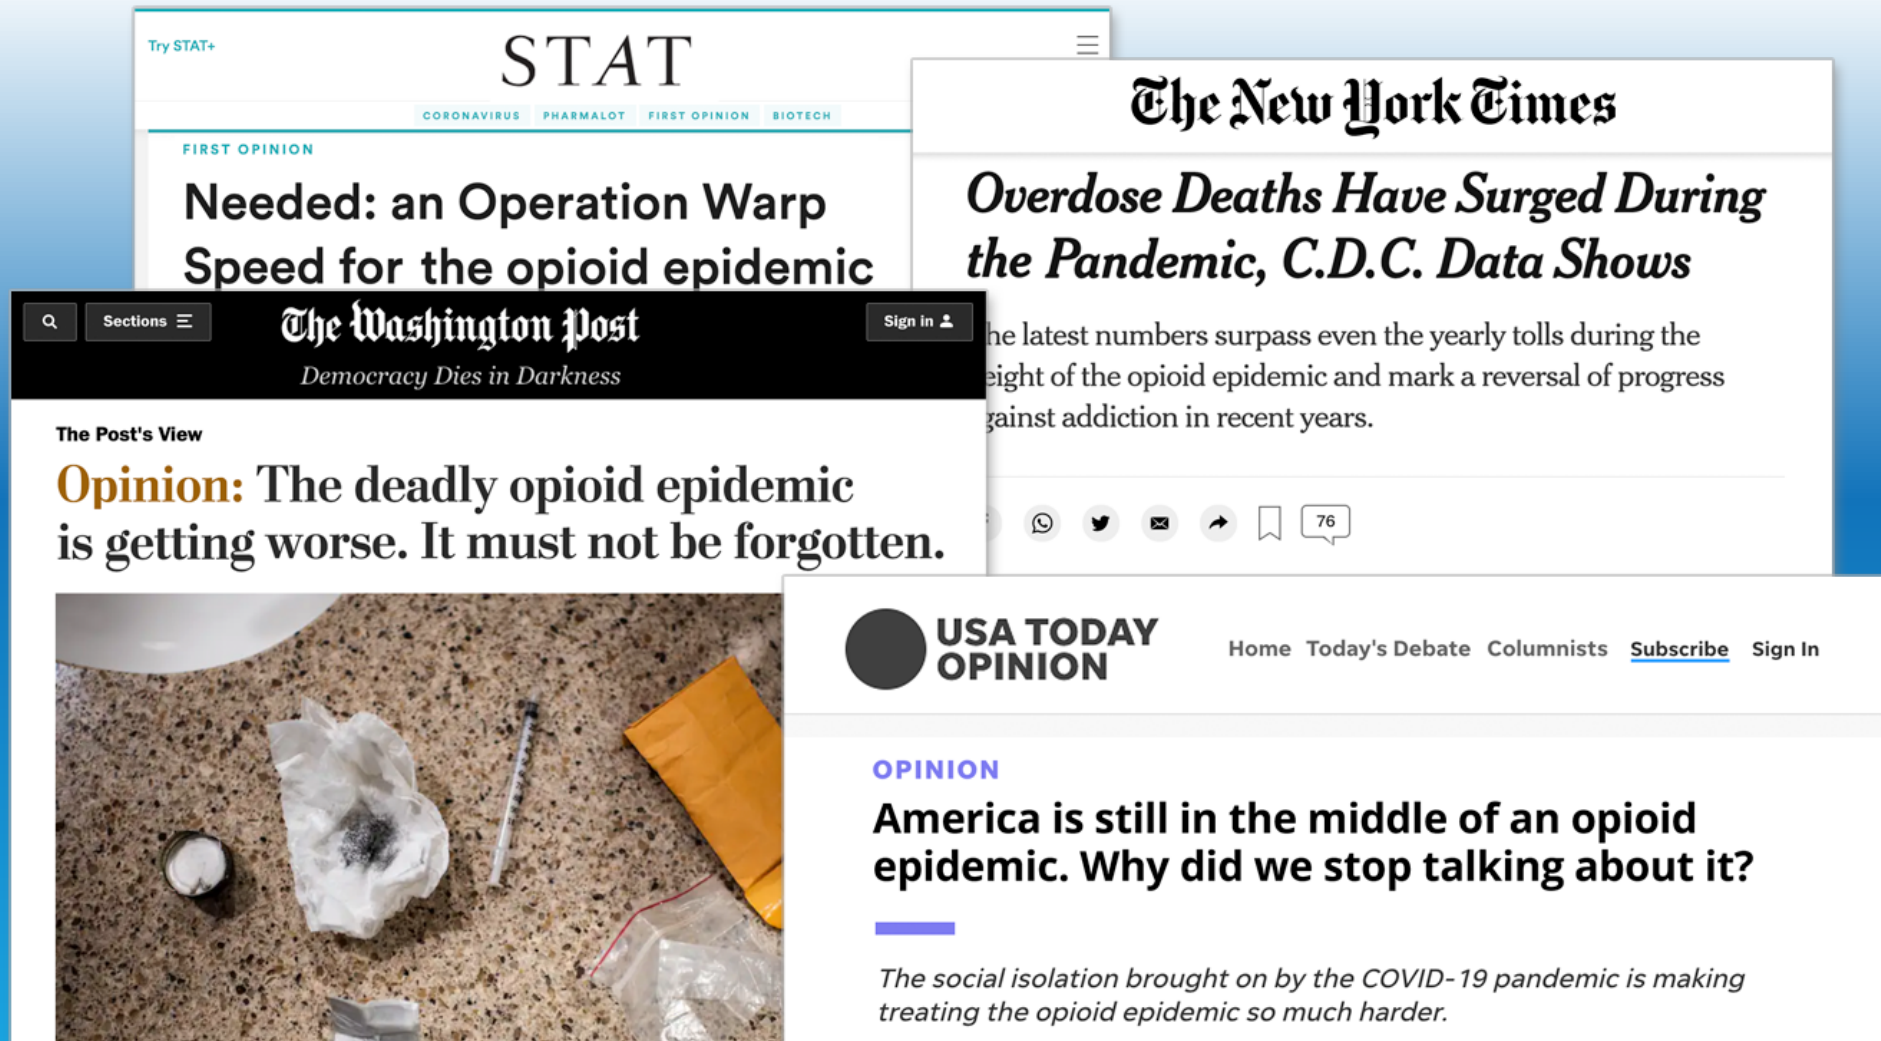 Try STAT+
STAT
CORONAVIRUS PHARMALOT FIRST OPINION BIOTECH
FIRST OPINION
Needed: an Operation Warp
Speed for the opioid epidemic
The New York Times
Overdose Deaths Have Surged During
the Pandemic, C.D.C. Data Shows
he latest numbers surpass even the yearly tolls during the
eight of the opioid epidemic and mark a reversal of progress
gainst addiction in recent years.
76
Sections
The Washington Post
Sign in
Democracy Dies in Darkness
The Post's View
Opinion: The deadly opioid epidemic
is getting worse. It must not be forgotten.
USA TODAY
OPINION
Home Today's Debate Columnists Subscribe Sign In
OPINION
America is still in the middle of an opioid
epidemic. Why did we stop talking about it?
The social isolation brought on by the COVID-19 pandemic is making
treating the opioid epidemic so much harder.